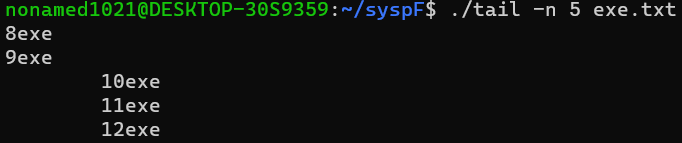 nonamed1021@DESKTOP-30S9359:~/syspF$ ./tail -n 5 exe.txt
8exe
9exe
        10exe
        11exe
        12exe